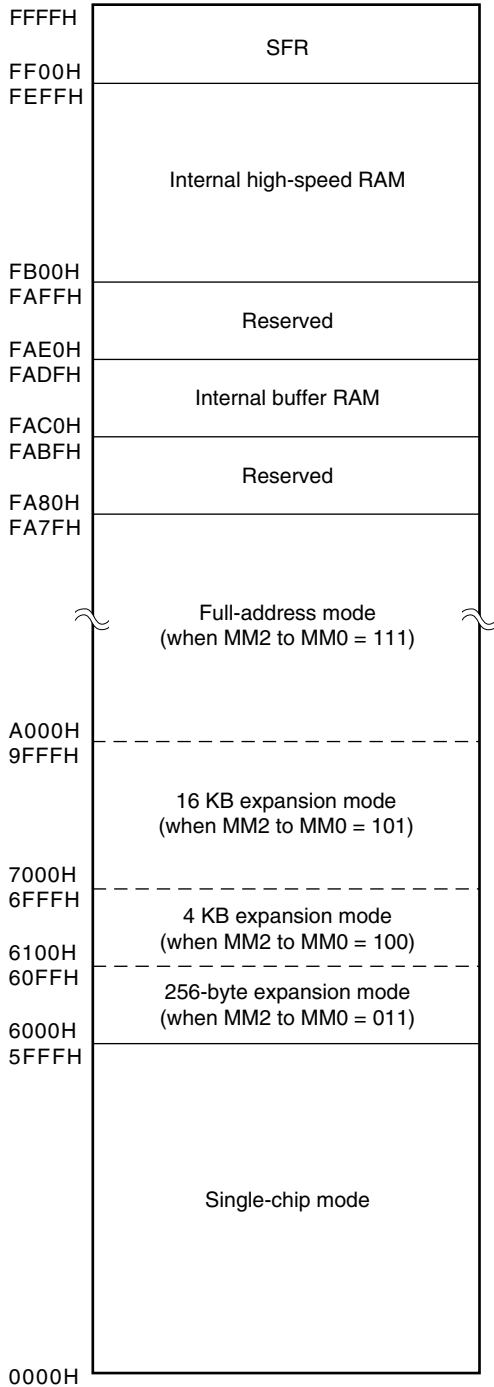 FFFFH
SFR
FF00H
FEFFH
Internal high-speed RAM
FB00H
FAFFH
Reserved
FAE0H
FADFH
Internal buffer RAM
FAC0H
FABFH
Reserved
FA80H
FA7FH
Full-address mode
(when MM2 to MM0 = 111)
A000H
9FFFH
16 KB expansion mode
(when MM2 to MM0 = 101)
7000H
6FFFH
4 KB expansion mode
(when MM2 to MM0 = 100)
6100H
60FFH
256-byte expansion mode
(when MM2 to MM0 = 011)
6000H
5FFFH
Single-chip mode
0000H